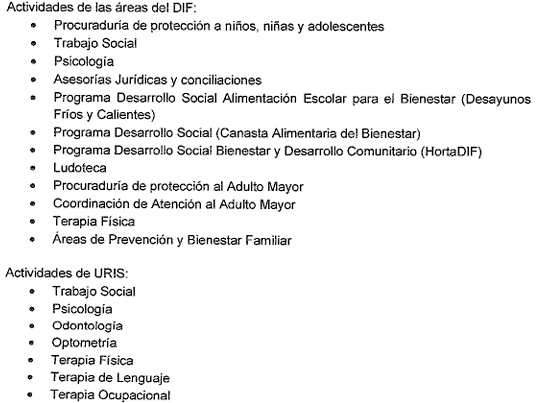 Actividades de las áreas del DIF:
• Procuraduría de protección a niños, niñas y adolescentes
• Trabajo Social
• Psicología
• Asesorías Jurídicas y conciliaciones
• Programa Desarrollo Social Alimentación Escolar para el Bienestar (Desayunos
Fríos y Calientes)
• Programa Desarrollo Social (Canasta Alimentaria del Bienestar)
• Programa Desarrollo Social Bienestar y Desarrollo Comunitario (HortaDIF)
• Ludoteca
• Procuraduría de protección al Adulto Mayor
• Coordinación de Atención al Adulto Mayor
• Terapia Física
• Áreas de Prevención y Bienestar Familiar
Actividades de URIS:
• Trabajo Social
• Psicología
• Odontología
• Optometría
• Terapia Física
• Terapia de Lenguaje
• Terapia Ocupacional